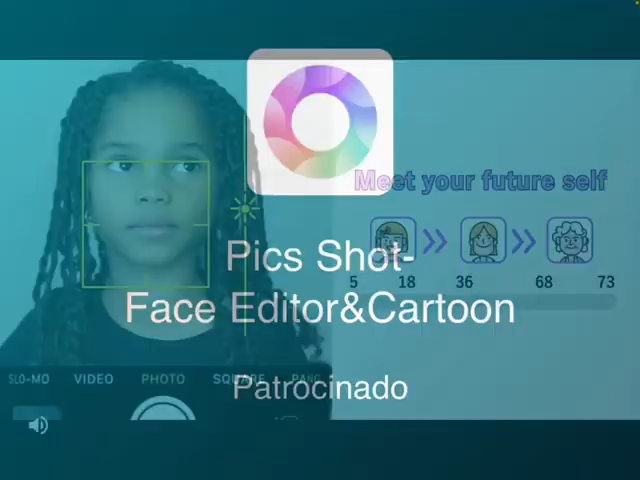 Meet your future self
Pics Shot-
5 18 36 68 73
Face Editor&Cartoon
SLO-MO VIDEO PHOTO SQUARE PANO
Patrocinado